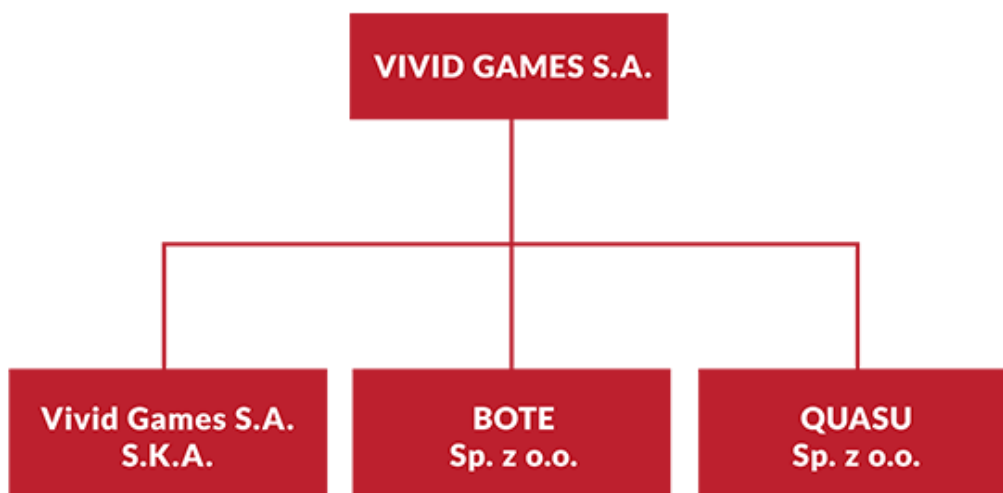 VIVID GAMES S.A.
Vivid Games S.A.
S.K.A.
BOTE
Sp. z o.o.
QUASU
Sp. z o.o.